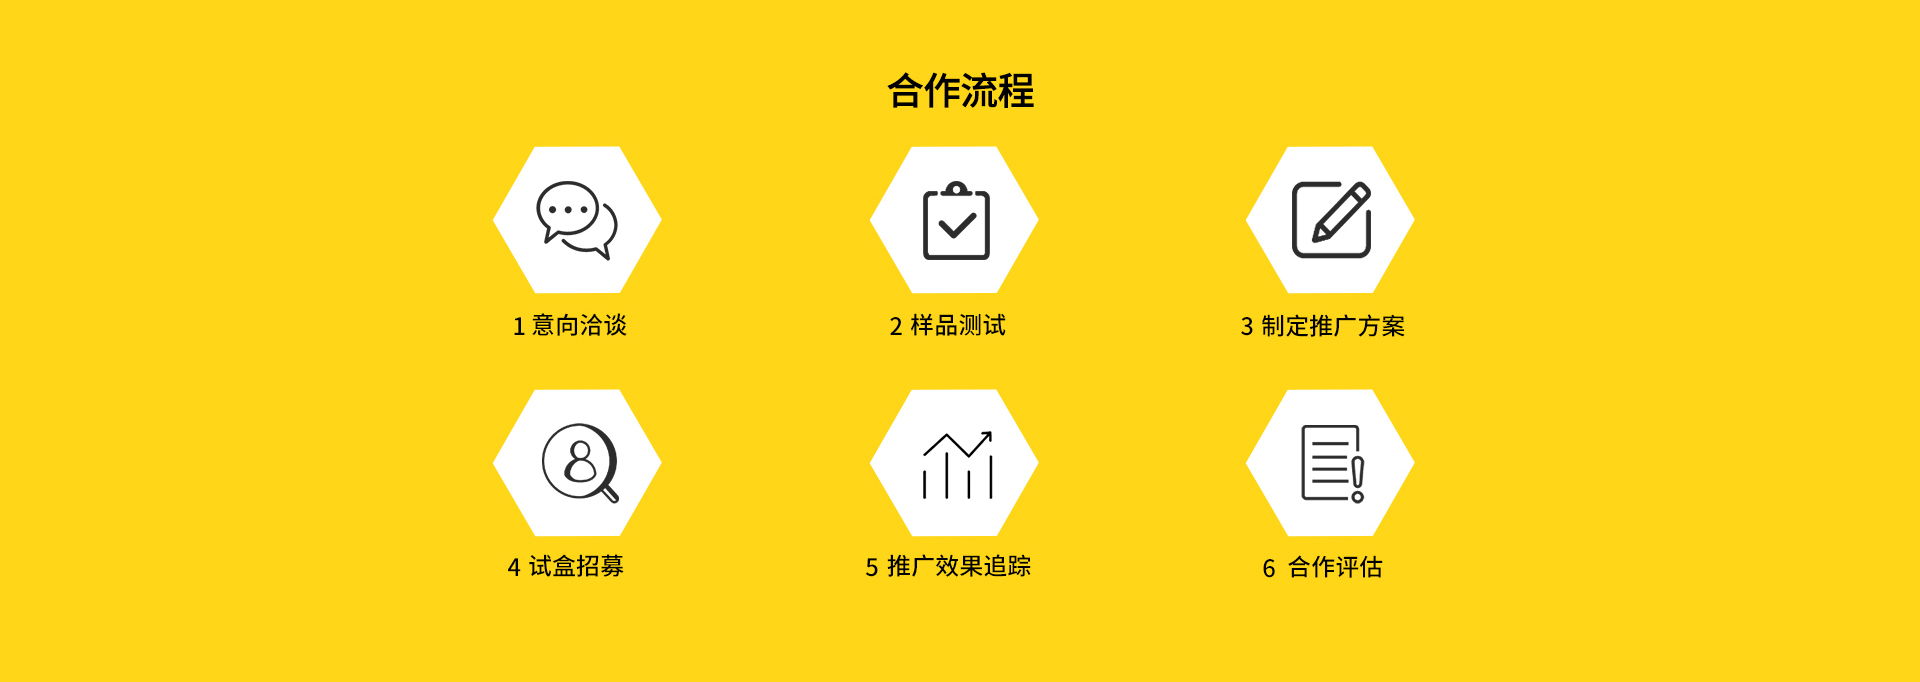 合作流程
1 意向洽谈
2 样品测试
3 制定推广方案
4 试盒招募
5 推广效果追踪
6 合作评估